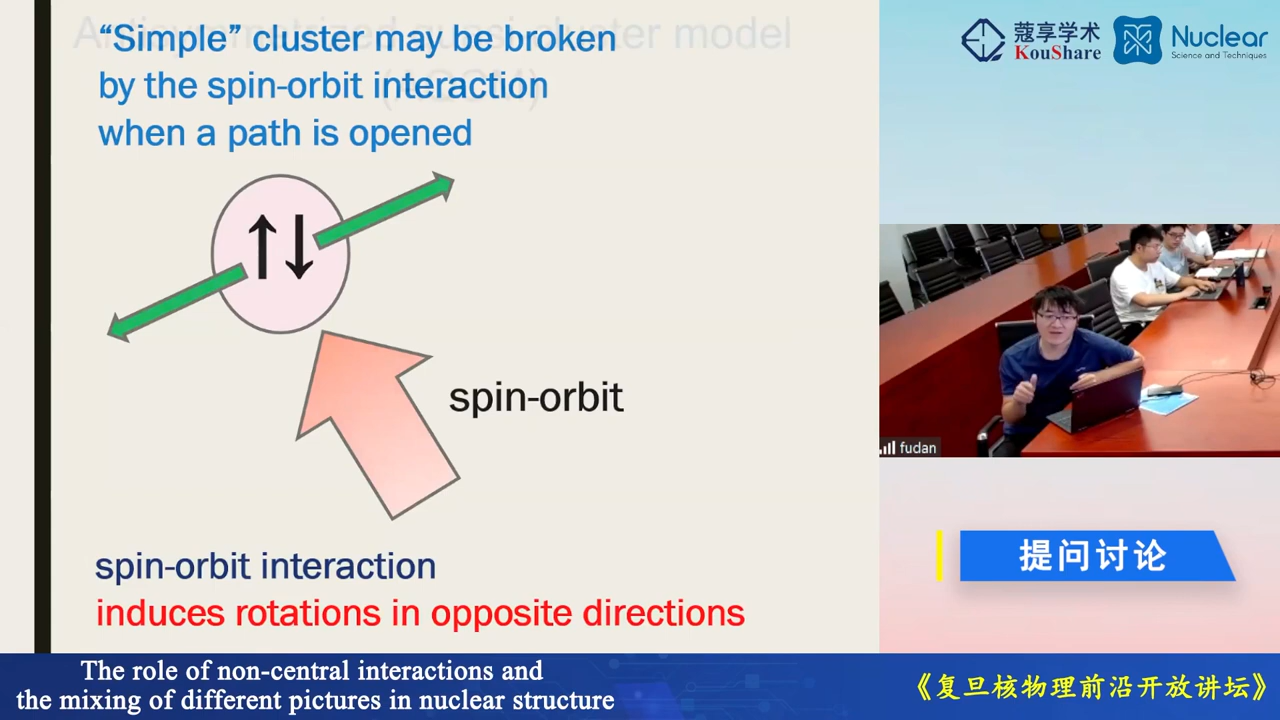 “Simple” cluster may be broken
by the spin-orbit interaction
when a path is opened
spin-orbit
spin-orbit interaction
induces rotations in opposite directions
蔻享学术
KouShare
Nuclear
Science and Techniques
fudan
提问讨论
The role of non-central interactions and
the mixing of different pictures in nuclear structure
《复旦核物理前沿开放讲坛》